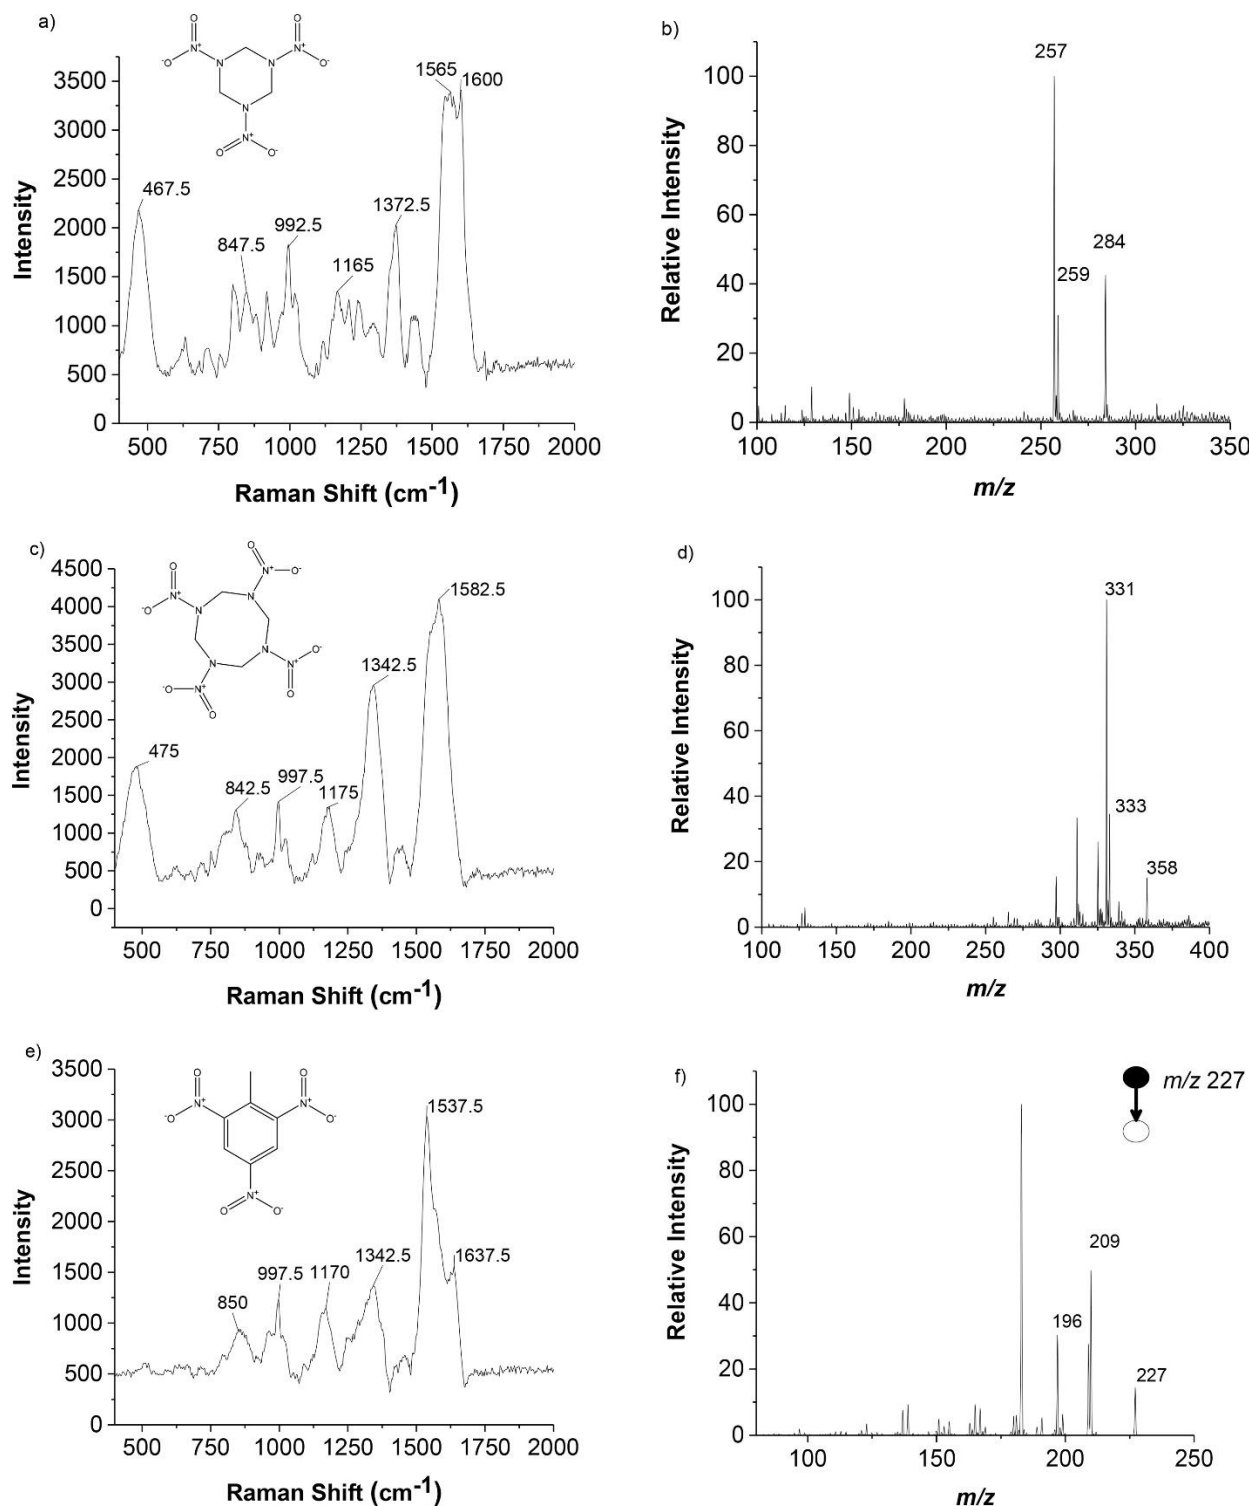 a)
O
O
N⁺
N⁺
⁻O
N
N
O⁻
N
N⁺
O
O⁻
467.5
847.5
992.5
1165
1372.5
1565
1600
3500
3000
2500
2000
1500
1000
500
0
Intensity
500 750 1000 1250 1500 1750 2000
Raman Shift (cm⁻¹)
b)
257
259
284
100
80
60
40
20
0
Relative Intensity
100 150 200 250 300 350
m/z
c)
O
O
N⁺
O⁻
N⁺
⁻O
N
N
N
N
N⁺
O⁻
⁻O
N⁺
O
O
475
842.5
997.5
1175
1342.5
1582.5
4500
4000
3500
3000
2500
2000
1500
1000
500
0
Intensity
500 750 1000 1250 1500 1750 2000
Raman Shift (cm⁻¹)
d)
331
333
358
100
80
60
40
20
0
Relative Intensity
100 150 200 250 300 350 400
m/z
e)
O
O
N⁺
N⁺
⁻O
O⁻
N⁺
O
O⁻
850
997.5
1170
1342.5
1537.5
1637.5
3500
3000
2500
2000
1500
1000
500
0
Intensity
500 750 1000 1250 1500 1750 2000
Raman Shift (cm⁻¹)
f)
m/z 227
209
196
227
100
80
60
40
20
0
Relative Intensity
100 150 200 250
m/z